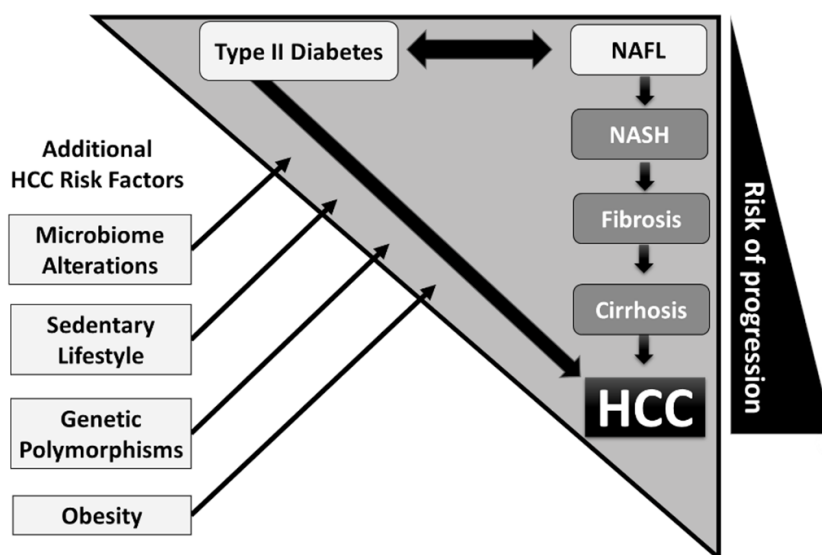 Type II Diabetes
NAFL
NASH
Fibrosis
Cirrhosis
HCC
Additional
HCC Risk Factors
Microbiome
Alterations
Sedentary
Lifestyle
Genetic
Polymorphisms
Obesity
Risk of progression